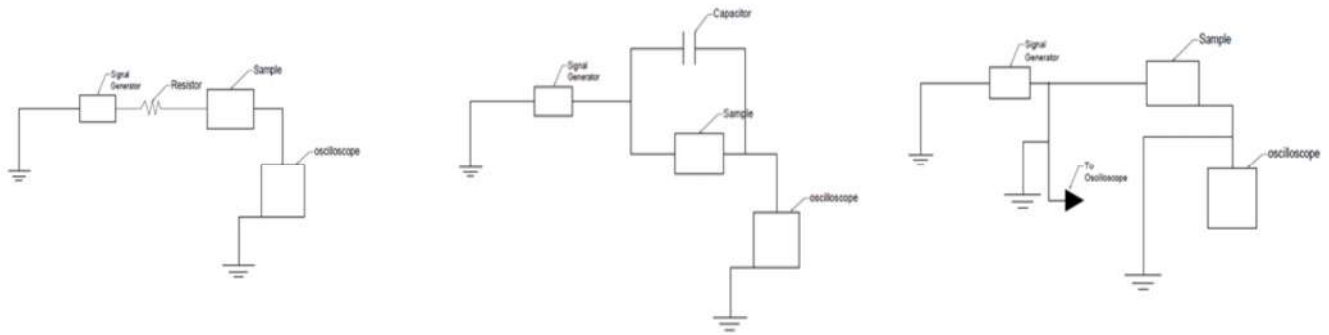 Signal
Generator
Resistor
Sample
oscilloscope
Capacitor
Signal
Generator
Sample
oscilloscope
Signal
Generator
Sample
To
Oscilloscope
oscilloscope